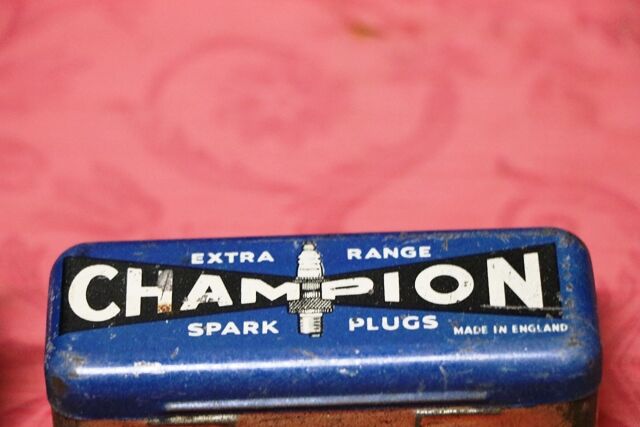 EXTRA RANGE
CHAMPION
SPARK PLUGS
MADE IN ENGLAND